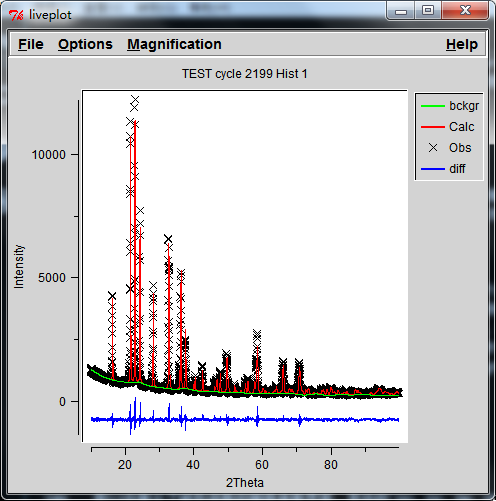 liveplot
File Options Magnification Help
TEST cycle 2199 Hist 1
bckgr
Calc
Obs
diff
10000
5000
0
Intensity
20 40 60 80
2Theta